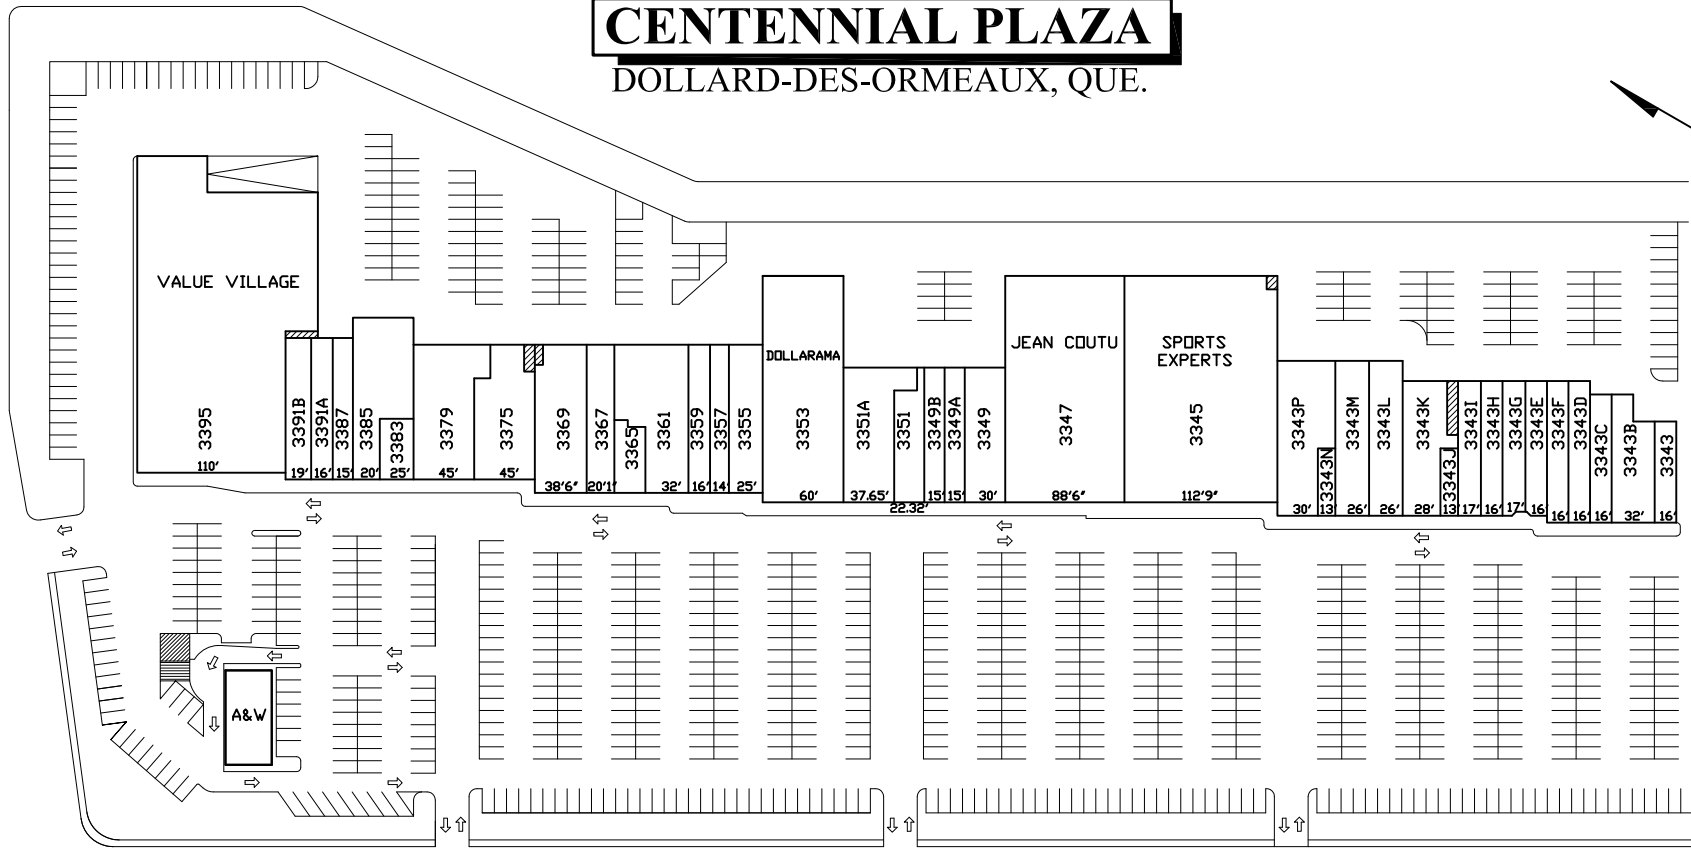 CENTENNIAL PLAZA
DOLLARD-DES-ORMEAUX, QUE.
VALUE VILLAGE
3395
110'
3391B
19'
3391A
16'
3387
15'
3385
20'
3383
25'
3379
45'
3375
45'
3369
38'6"
3367
20'1"
3365
3361
32'
3359
16'
3357
14'
3355
25'
DOLLARAMA
3353
60'
3351A
37.65'
3351
22.32'
3349B
15'
3349A
15'
3349
30'
JEAN COUTU
3347
88'6"
SPORTS
EXPERTS
3345
112'9"
3343P
30'
3343N
13'
3343M
26'
3343L
26'
3343K
28'
3343J
13'
3343I
17'
3343H
16'
3343G
17'
3343E
16'
3343F
16'
3343D
16'
3343C
16'
3343B
32'
3343
16'
A&W